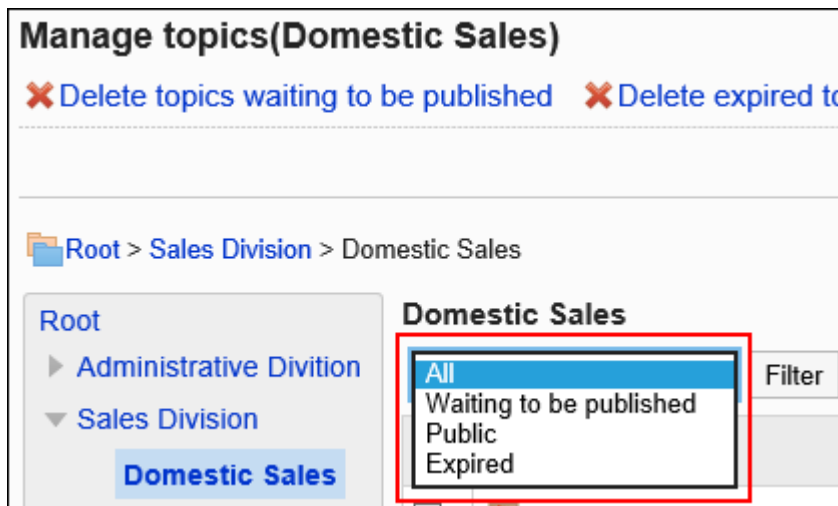 Manage topics(Domestic Sales)
Delete topics waiting to be published Delete expired
Root > Sales Division > Domestic Sales
Root
Administrative Divition
Sales Division
Domestic Sales
Domestic Sales
All
Waiting to be published
Public
Expired
Filter